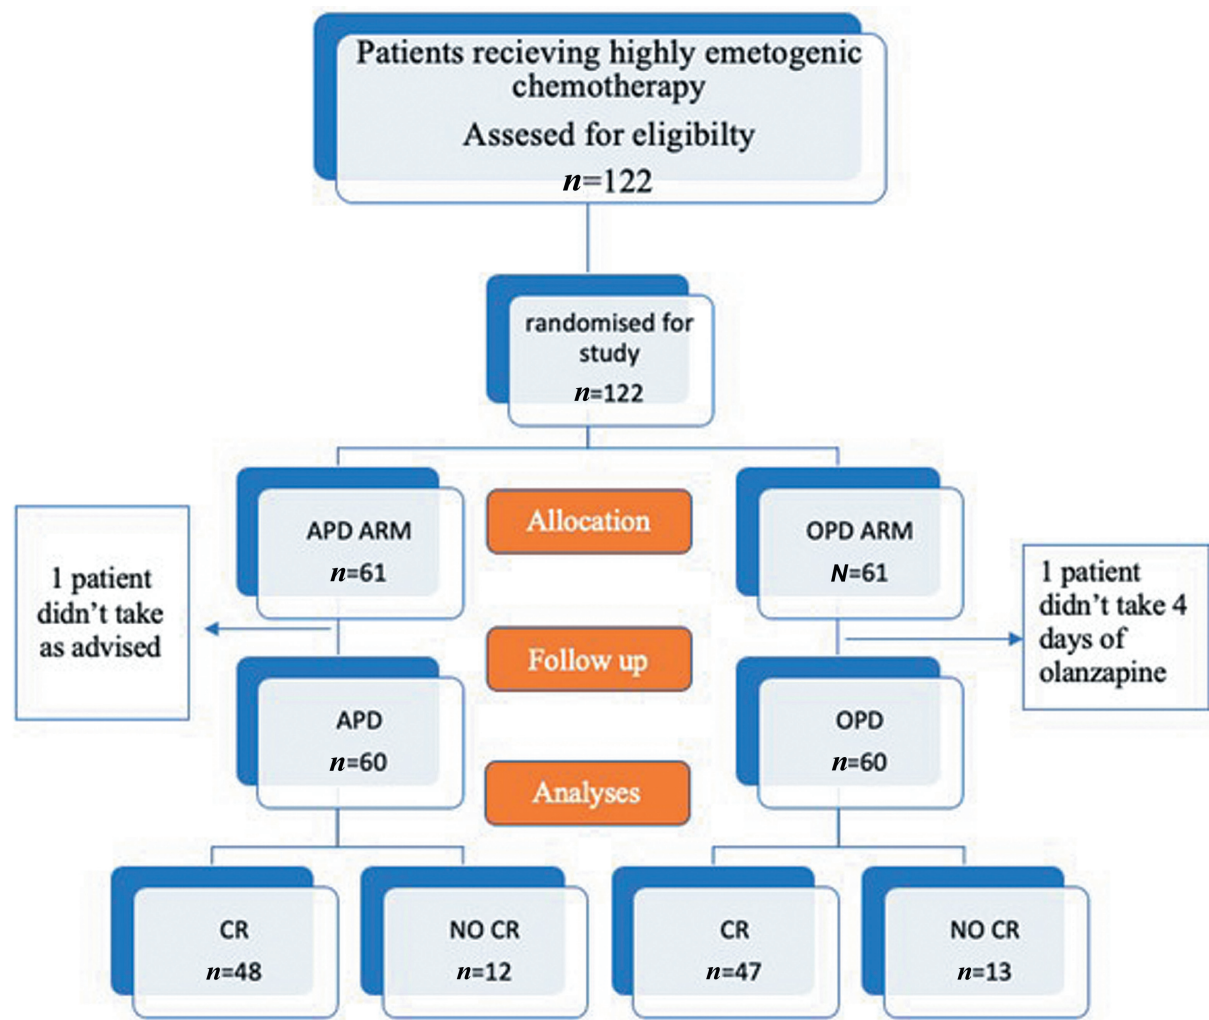 Patients recieving highly emetogenic
chemotherapy
Assesed for eligibilty
n=122
randomised for
study
n=122
APD ARM
n=61
Allocation
OPD ARM
N=61
1 patient
didn't take
as advised
1 patient
didn't take 4
days of
olanzapine
Follow up
APD
n=60
OPD
n=60
Analyses
CR
n=48
NO CR
n=12
CR
n=47
NO CR
n=13